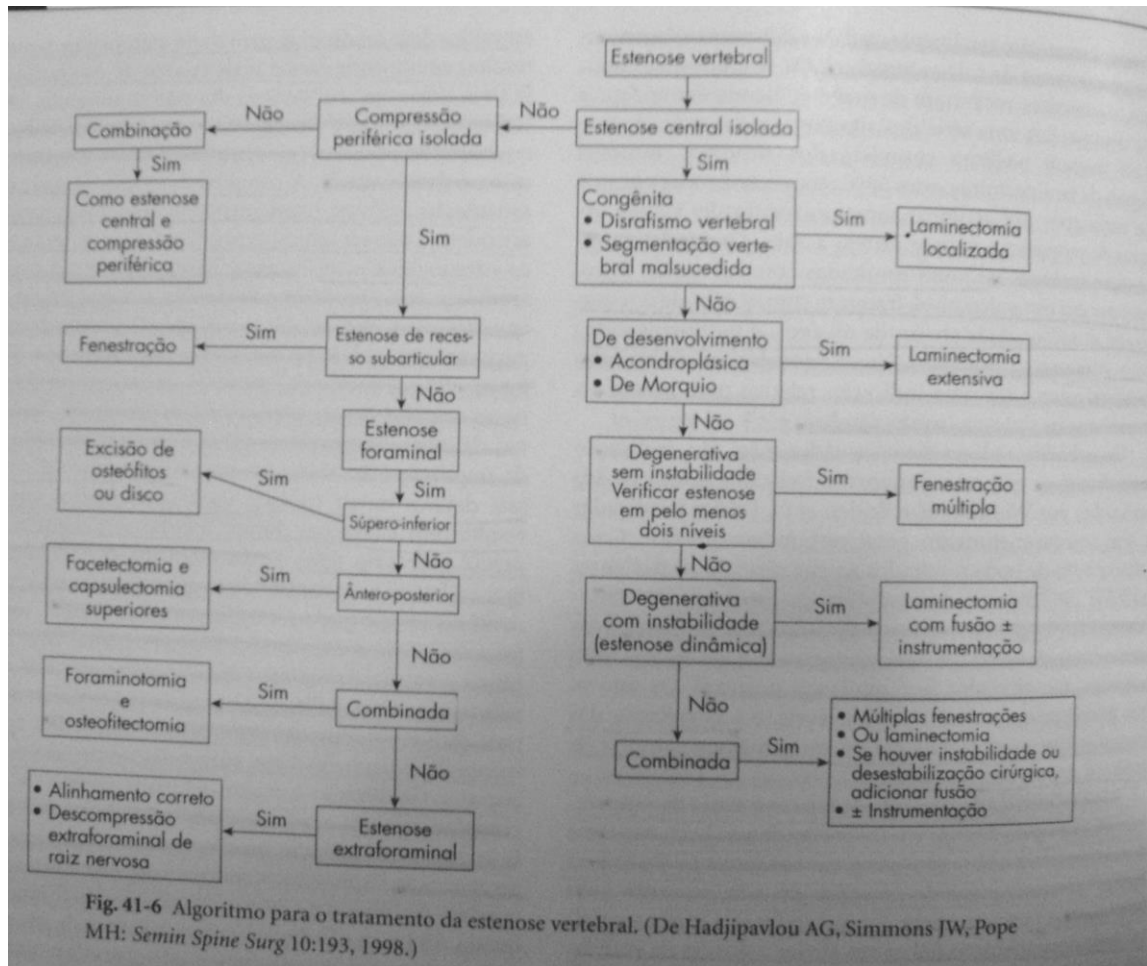 Estenose vertebral
Estenose central isolada
Não
Compressão
periférica isolada
Não
Combinação
Sim
Como estenose
central e
compressão
periférica
Sim
Congênita
• Disrafismo vertebral
• Segmentação verte-
bral malsucedida
Sim
Laminectomia
localizada
Não
De desenvolvimento
• Acondroplásica
• De Morquio
Sim
Laminectomia
extensiva
Não
Degenerativa
sem instabilidade
Verificar estenose
em pelo menos
dois níveis
Sim
Fenestração
múltipla
Não
Degenerativa
com instabilidade
(estenose dinâmica)
Sim
Laminectomia
com fusão ±
instrumentação
Não
Combinada
Sim
• Múltiplas fenestrações
• Ou laminectomia
• Se houver instabilidade ou
desestabilização cirúrgica,
adicionar fusão
• ± Instrumentação
Sim
Estenose de reces-
so subarticular
Sim
Fenestração
Não
Estenose
foraminal
Sim
Súpero-inferior
Sim
Excisão de
osteófitos
ou disco
Não
Ântero-posterior
Sim
Facetectomia e
capsulectomia
superiores
Não
Combinada
Sim
Foraminotomia
e
osteofitectomia
Não
Estenose
extraforaminal
Sim
• Alinhamento correto
• Descompressão
extraforaminal de
raiz nervosa
Fig. 41-6 Algoritmo para o tratamento da estenose vertebral. (De Hadjipavlou AG, Simmons JW, Pope
MH: Semin Spine Surg 10:193, 1998.)